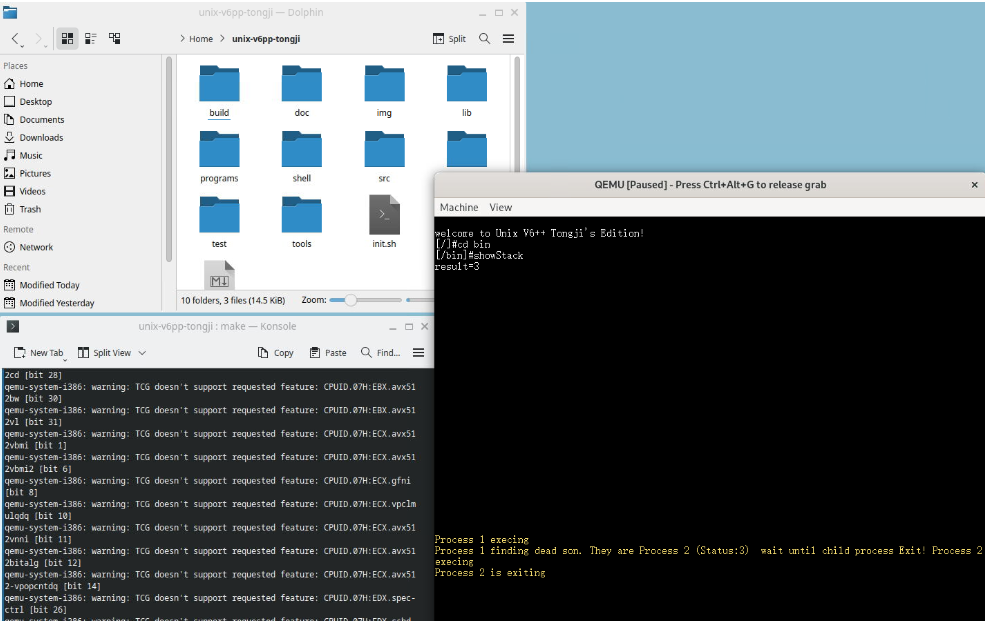 unix-v6pp-tongji — Dolphin
Home
unix-v6pp-tongji
Split
Places
Home
Desktop
Documents
Downloads
Music
Pictures
Videos
Trash
Remote
Network
Recent
Modified Today
Modified Yesterday
build
doc
img
lib
programs
shell
src
test
tools
init.sh
10 folders, 3 files (14.5 KiB)
Zoom:
unix-v6pp-tongji : make — Konsole
New Tab
Split View
Copy
Paste
Find...
2cd [bit 28]
qemu-system-i386: warning: TCG doesn't support requested feature: CPUID.07H:EBX.avx51
2bw [bit 30]
qemu-system-i386: warning: TCG doesn't support requested feature: CPUID.07H:EBX.avx51
2vl [bit 31]
qemu-system-i386: warning: TCG doesn't support requested feature: CPUID.07H:ECX.avx51
2vbmi [bit 1]
qemu-system-i386: warning: TCG doesn't support requested feature: CPUID.07H:ECX.avx51
2vbmi2 [bit 6]
qemu-system-i386: warning: TCG doesn't support requested feature: CPUID.07H:ECX.gfni
[bit 8]
qemu-system-i386: warning: TCG doesn't support requested feature: CPUID.07H:ECX.vpclm
ulqdq [bit 10]
qemu-system-i386: warning: TCG doesn't support requested feature: CPUID.07H:ECX.avx51
2vnni [bit 11]
qemu-system-i386: warning: TCG doesn't support requested feature: CPUID.07H:ECX.avx51
2bitalg [bit 12]
qemu-system-i386: warning: TCG doesn't support requested feature: CPUID.07H:ECX.avx51
2-vpopcntdq [bit 14]
qemu-system-i386: warning: TCG doesn't support requested feature: CPUID.07H:EDX.spec-
ctrl [bit 26]
QEMU [Paused] - Press Ctrl+Alt+G to release grab
Machine View
welcome to Unix V6++ Tongji's Edition!
[/]#cd bin
[/bin]#showStack
result=3
Process 1 execing
Process 1 finding dead son. They are Process 2 (Status:3)  wait until child process Exit! Process 2
execing
Process 2 is exiting